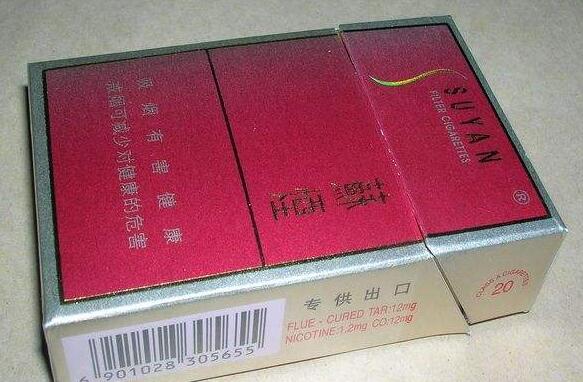 SUYAN
FILTER CIGARETTES
®
蘇烟
吸烟有害健康
戒烟可减少对健康的危害
专供出口
FLUE - CURED TAR:12mg
NICOTINE:1.2mg CO:12mg
20
6 901028 305655